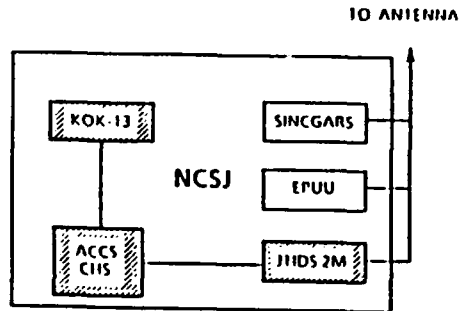 TO ANTENNA
KOK-13
SINCGARS
NCSJ
EPUU
ACCS
CHS
JTIDS 2M